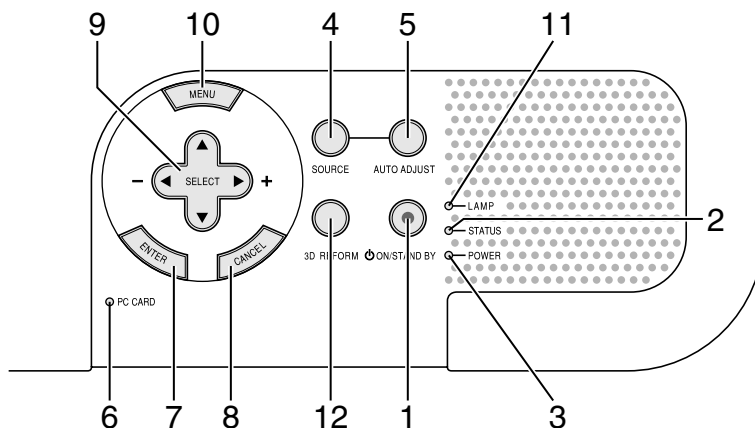 9 10 4 5 11
MENU
SELECT
− +
SOURCE AUTO ADJUST
LAMP
2
STATUS
ENTER CANCEL
3D REFORM ON/STAND BY
POWER
PC CARD
6 7 8 12 1 3